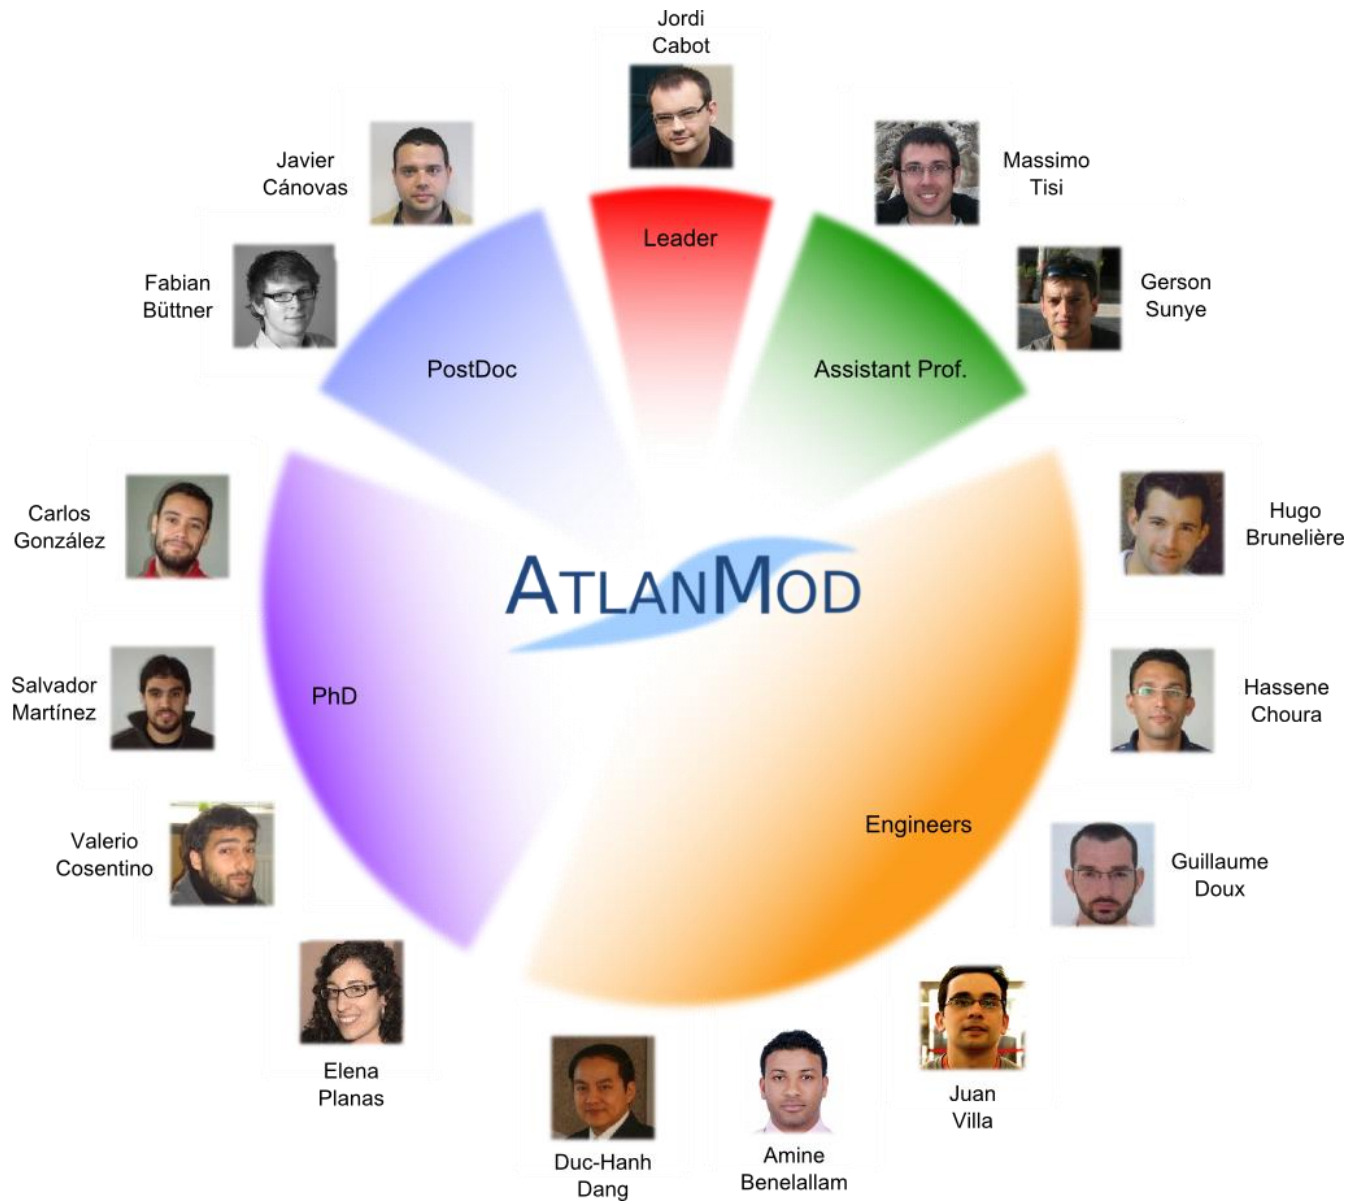 Jordi
Cabot
Javier
Cánovas
Massimo
Tisi
Leader
Fabian
Büttner
Gerson
Sunye
PostDoc
Assistant Prof.
Carlos
González
Hugo
Brunelière
ATLANMOD
Salvador
Martínez
PhD
Hassene
Choura
Valerio
Cosentino
Engineers
Guillaume
Doux
Elena
Planas
Juan
Villa
Duc-Hanh
Dang
Amine
Benelallam